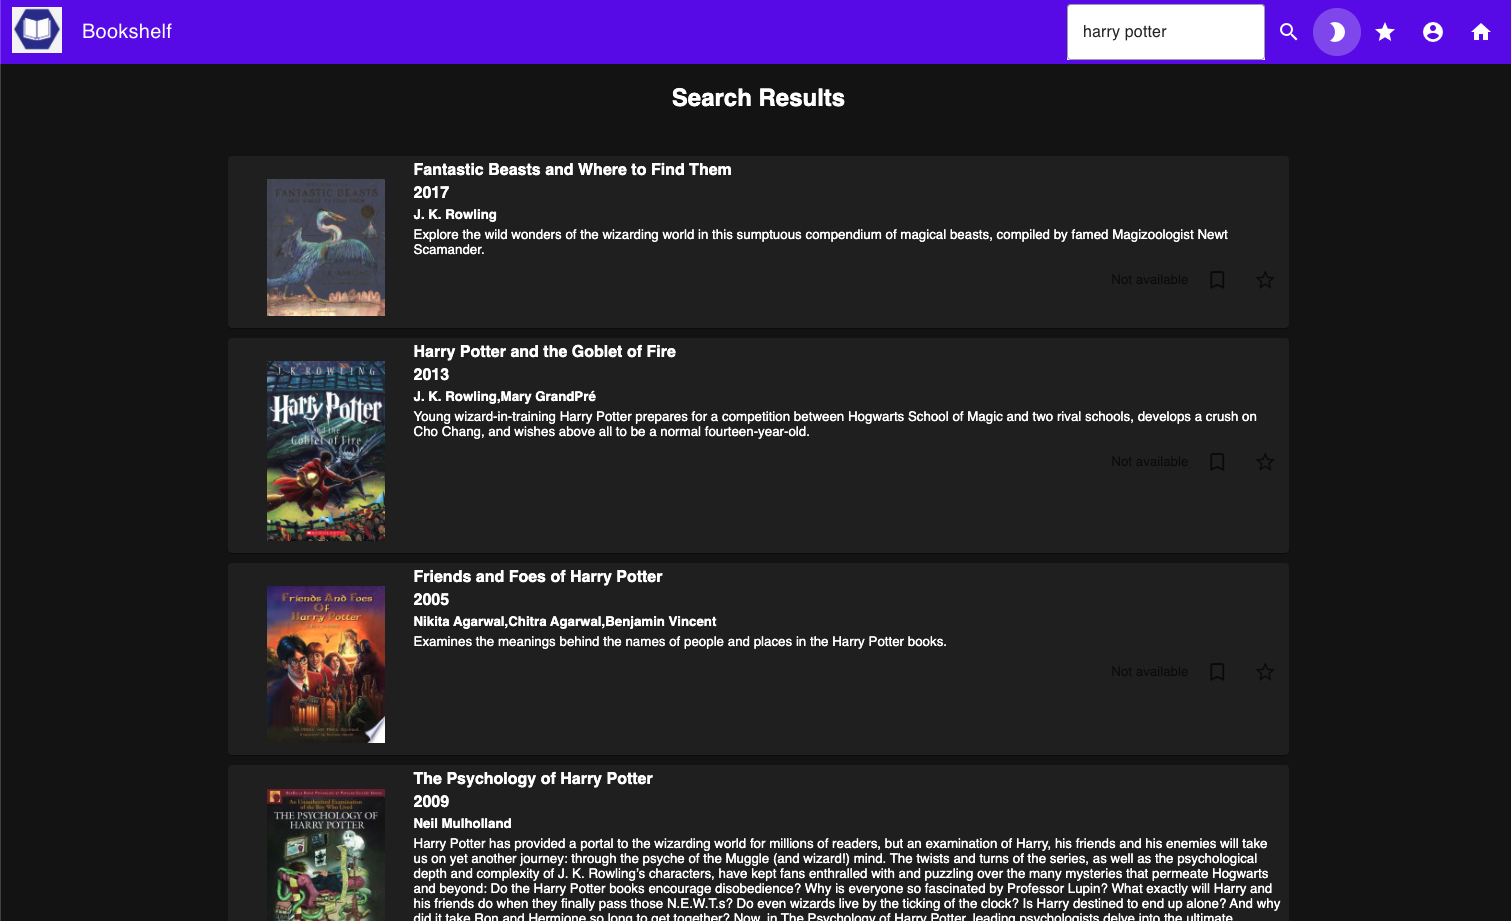 Bookshelf
harry potter
Search Results
Fantastic Beasts and Where to Find Them
2017
J. K. Rowling
Explore the wild wonders of the wizarding world in this sumptuous compendium of magical beasts, compiled by famed Magizoologist Newt
Scamander.
Not available
FANTASTIC BEASTS
Harry Potter and the Goblet of Fire
2013
J. K. Rowling,Mary GrandPré
Young wizard-in-training Harry Potter prepares for a competition between Hogwarts School of Magic and two rival schools, develops a crush on
Cho Chang, and wishes above all to be a normal fourteen-year-old.
Not available
J. K. ROWLING
Harry Potter
and the
Goblet of Fire
Friends and Foes of Harry Potter
2005
Nikita Agarwal,Chitra Agarwal,Benjamin Vincent
Examines the meanings behind the names of people and places in the Harry Potter books.
Not available
Friends And Foes
Of
Harry Potter
The Psychology of Harry Potter
2009
Neil Mulholland
Harry Potter has provided a portal to the wizarding world for millions of readers, but an examination of Harry, his friends and his enemies will take
us on yet another journey: through the psyche of the Muggle (and wizard!) mind. The twists and turns of the series, as well as the psychological
depth and complexity of J. K. Rowling's characters, have kept fans enthralled with and puzzling over the many mysteries that permeate Hogwarts
and beyond: Do the Harry Potter books encourage disobedience? Why is everyone so fascinated by Professor Lupin? What exactly will Harry and
his friends do when they finally pass those N.E.W.T.s? Do even wizards live by the ticking of the clock? Is Harry destined to end up alone? And why
did it take Ron and Hermione so long to get together? Now, in The Psychology of Harry Potter, leading psychologists delve into the ultimate
An Unauthorized Examination
of the Boy Who Lived
THE PSYCHOLOGY OF
HARRY POTTER